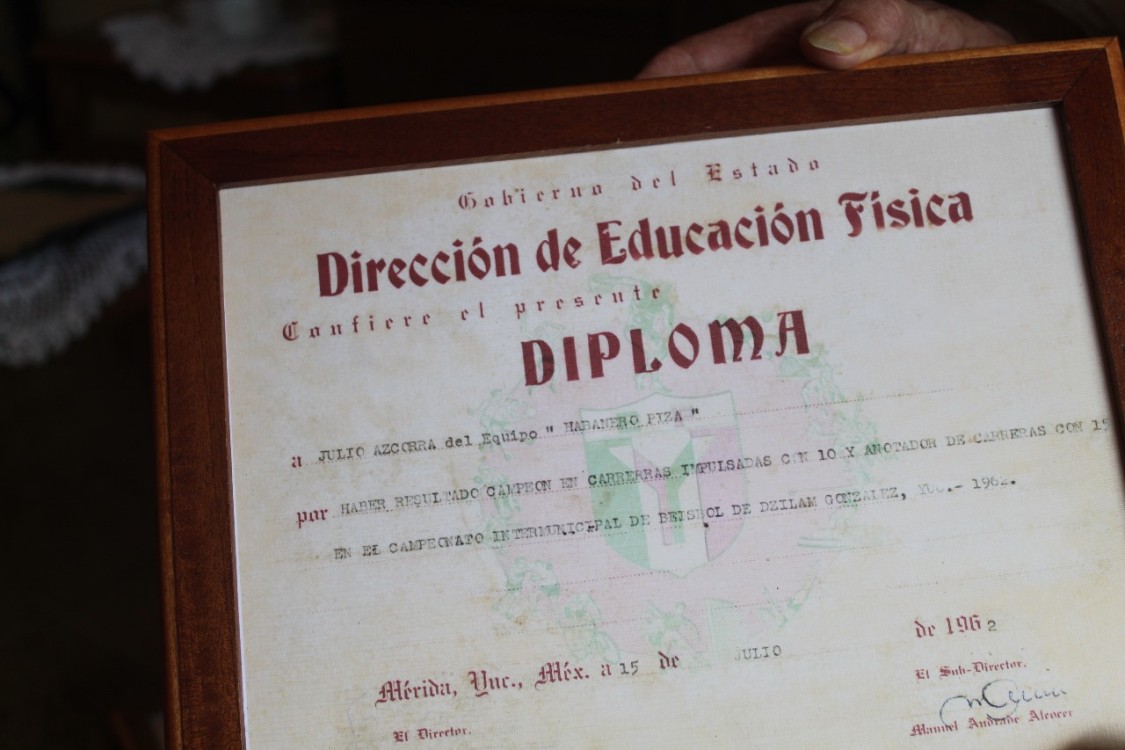 Gobierno del Estado
Dirección de Educación Física
Confiere el presente
DIPLOMA
a JULIO AZCORRA del Equipo " HABANERO PIZA "
por HABER RESULTADO CAMPEON EN CARRERRAS IMPULSADAS CON 10 Y ANOTADOR DE CARRERAS CON 15
EN EL CAMPEONATO INTERMUNICIPAL DE BEISBOL DE DZILAM GONZALEZ, YUC.- 1962.
Mérida, Yuc., Méx. a 15 de JULIO de 1962
El Director. El Sub-Director.
Manuel Andrade Alcocer